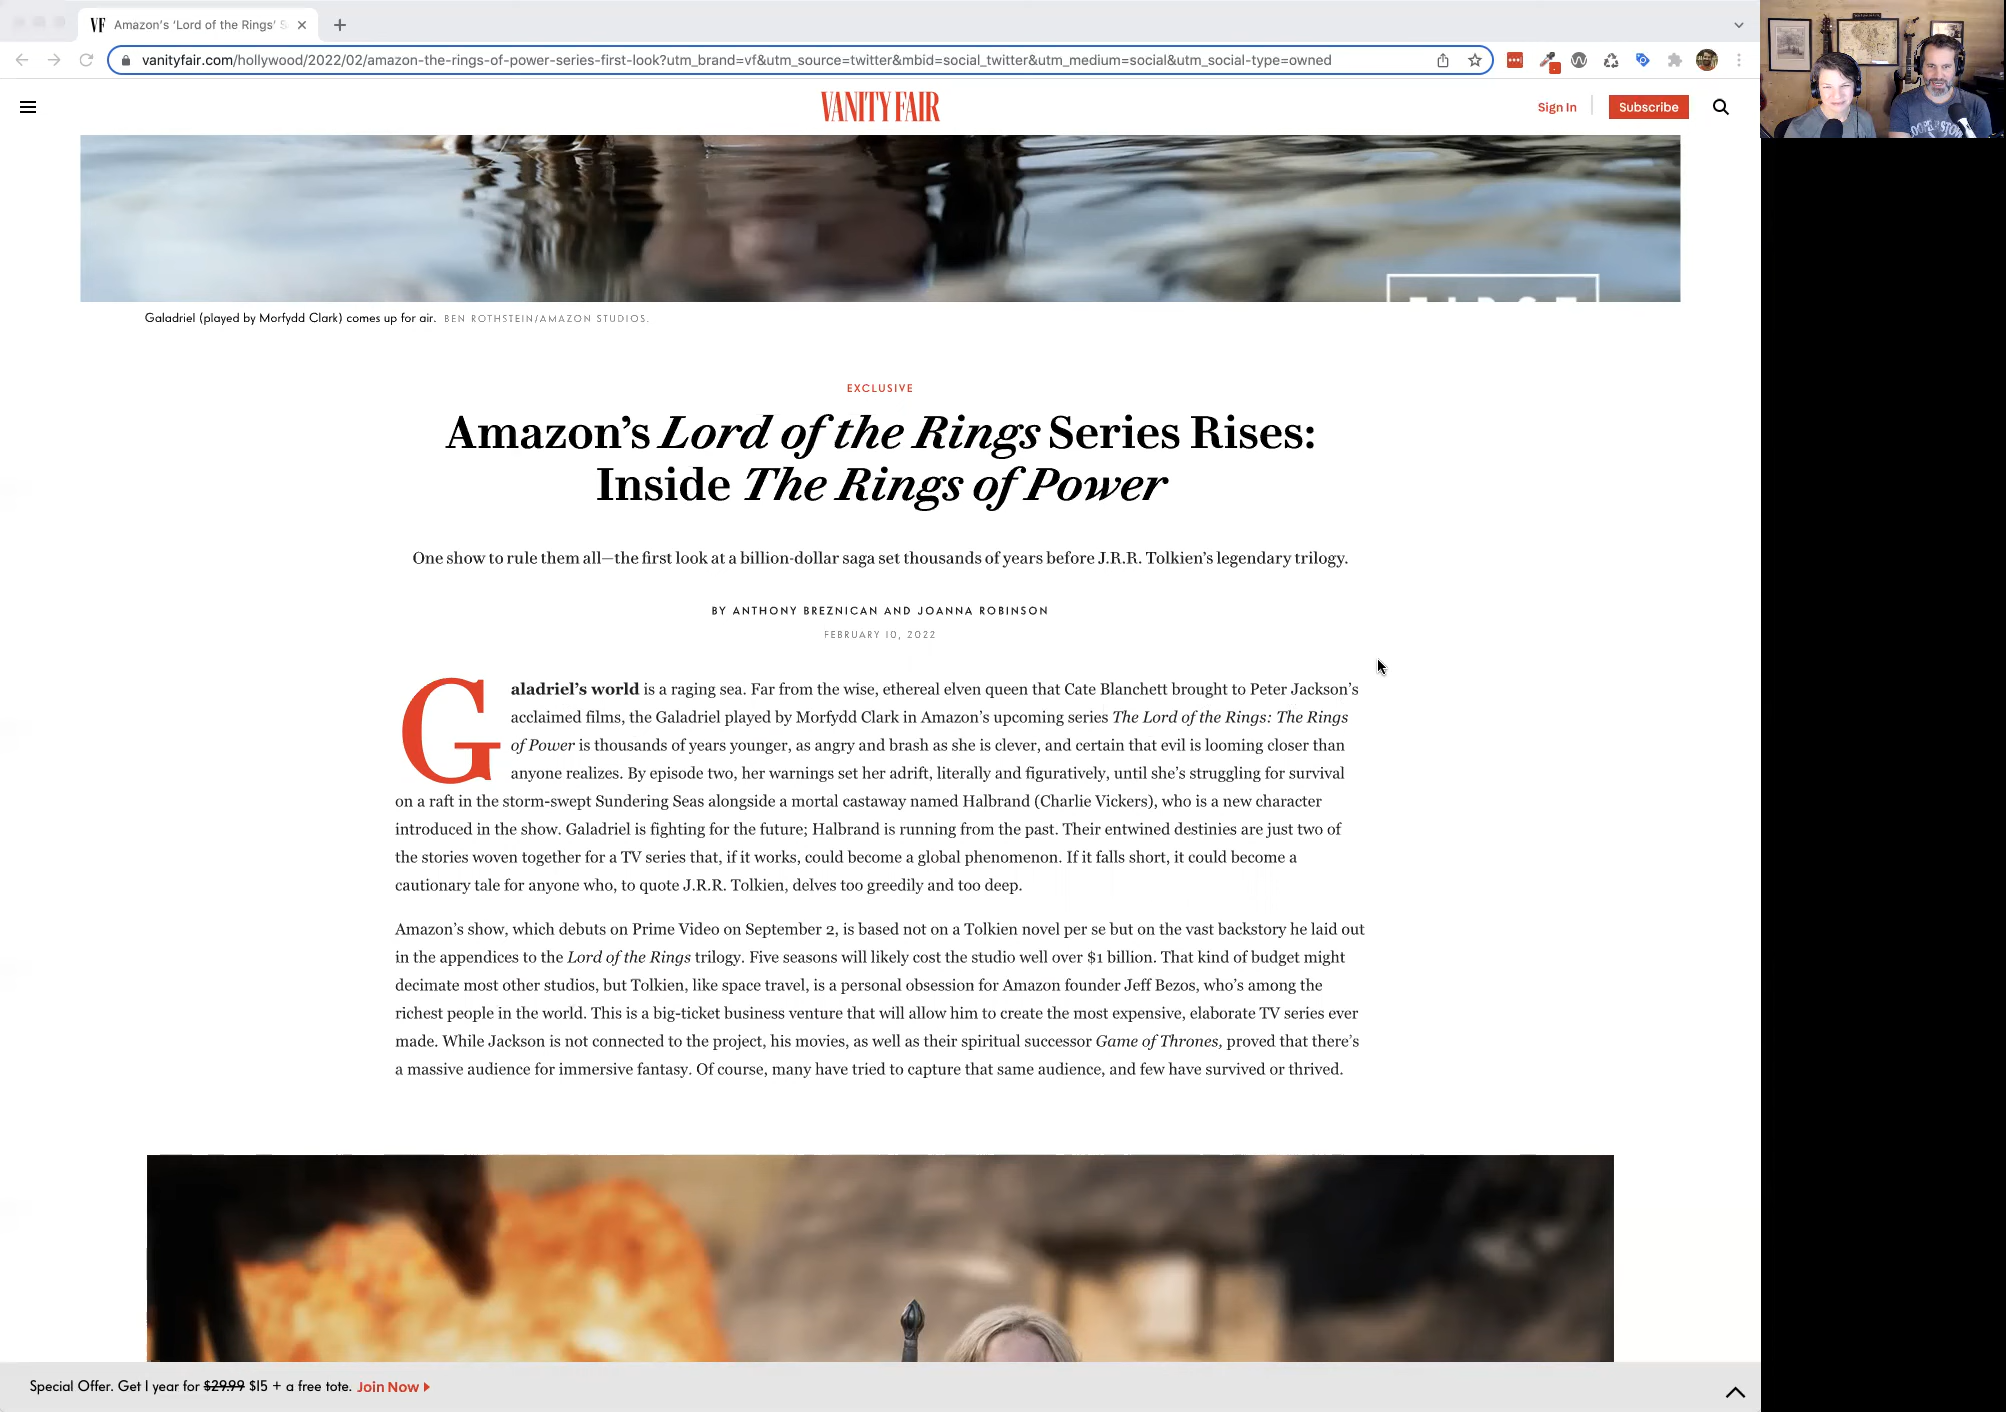 VF Amazon's 'Lord of the Rings' S
vanityfair.com/hollywood/2022/02/amazon-the-rings-of-power-series-first-look?utm_brand=vf&utm_source=twitter&mbid=social_twitter&utm_medium=social&utm_social-type=owned
VANITY FAIR
Sign In
Subscribe
Galadriel (played by Morfydd Clark) comes up for air. BEN ROTHSTEIN/AMAZON STUDIOS.
EXCLUSIVE
Amazon's Lord of the Rings Series Rises:
Inside The Rings of Power
One show to rule them all—the first look at a billion-dollar saga set thousands of years before J.R.R. Tolkien's legendary trilogy.
BY ANTHONY BREZNICAN AND JOANNA ROBINSON
FEBRUARY 10, 2022
Galadriel's world is a raging sea. Far from the wise, ethereal elven queen that Cate Blanchett brought to Peter Jackson's
acclaimed films, the Galadriel played by Morfydd Clark in Amazon's upcoming series The Lord of the Rings: The Rings
of Power is thousands of years younger, as angry and brash as she is clever, and certain that evil is looming closer than
anyone realizes. By episode two, her warnings set her adrift, literally and figuratively, until she's struggling for survival
on a raft in the storm-swept Sundering Seas alongside a mortal castaway named Halbrand (Charlie Vickers), who is a new character
introduced in the show. Galadriel is fighting for the future; Halbrand is running from the past. Their entwined destinies are just two of
the stories woven together for a TV series that, if it works, could become a global phenomenon. If it falls short, it could become a
cautionary tale for anyone who, to quote J.R.R. Tolkien, delves too greedily and too deep.
Amazon's show, which debuts on Prime Video on September 2, is based not on a Tolkien novel per se but on the vast backstory he laid out
in the appendices to the Lord of the Rings trilogy. Five seasons will likely cost the studio well over $1 billion. That kind of budget might
decimate most other studios, but Tolkien, like space travel, is a personal obsession for Amazon founder Jeff Bezos, who's among the
richest people in the world. This is a big-ticket business venture that will allow him to create the most expensive, elaborate TV series ever
made. While Jackson is not connected to the project, his movies, as well as their spiritual successor Game of Thrones, proved that there's
a massive audience for immersive fantasy. Of course, many have tried to capture that same audience, and few have survived or thrived.
Special Offer. Get 1 year for $29.99 $15 + a free tote. Join Now